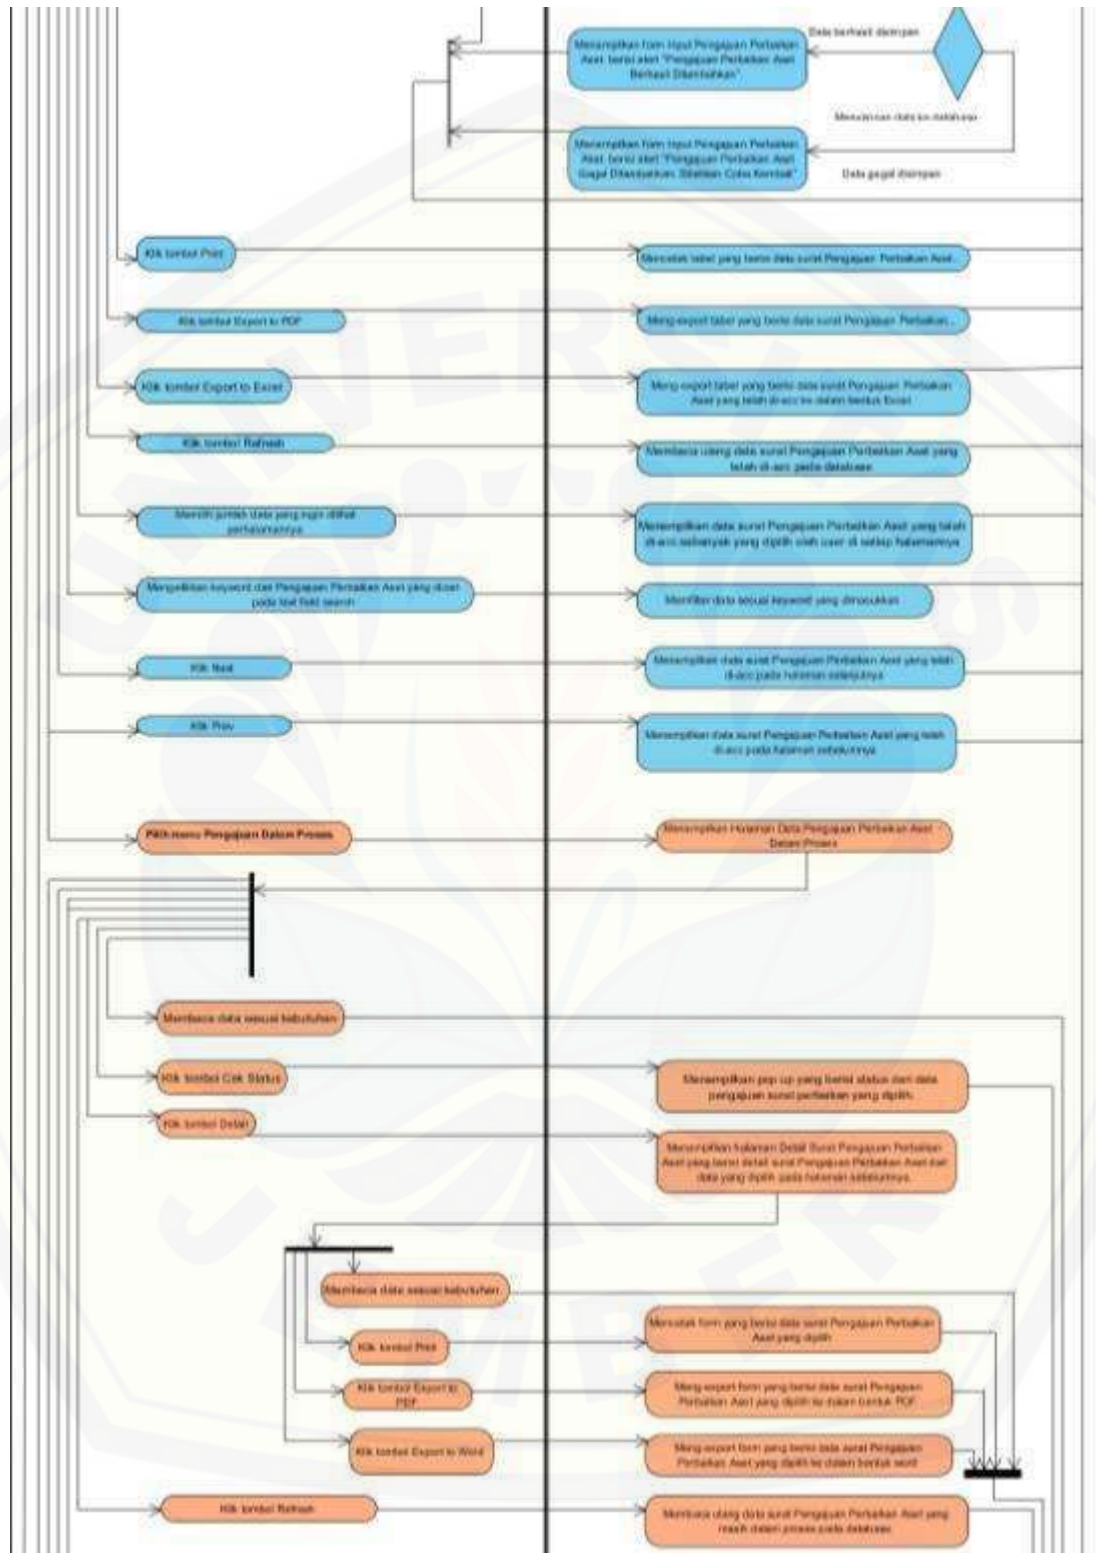 Data berhasil disimpan
Menampilkan form input Pengajuan Perbaikan
Aset berisi alert "Pengajuan Perbaikan Aset
Berhasil Ditambahkan"
Menyimpan data ke database
Menampilkan form input Pengajuan Perbaikan
Aset berisi alert "Pengajuan Perbaikan Aset
Gagal Ditambahkan. Silahkan Coba Kembali"
Data gagal disimpan
Klik tombol Print
Mencetak tabel yang berisi data surat Pengajuan Perbaikan Aset...
Klik tombol Export to PDF
Meng-export tabel yang berisi data surat Pengajuan Perbaikan...
Klik tombol Export to Excel
Meng-export tabel yang berisi data surat Pengajuan Perbaikan
Aset yang telah di-acc ke dalam bentuk Excel
Klik tombol Refresh
Membaca ulang data surat Pengajuan Perbaikan Aset yang
telah di-acc pada database
Memilih jumlah data yang ingin dilihat
perhalamannya
Menampilkan data surat Pengajuan Perbaikan Aset yang telah
di-acc sebanyak yang dipilih oleh user di setiap halamannya
Mengetikkan keyword dari Pengajuan Perbaikan Aset yang dicari
pada text field search
Memfilter data sesuai keyword yang dimasukkan
Klik Next
Menampilkan data surat Pengajuan Perbaikan Aset yang telah
di-acc pada halaman selanjutnya
Klik Prev
Menampilkan data surat Pengajuan Perbaikan Aset yang telah
di-acc pada halaman sebelumnya
Pilih menu Pengajuan Dalam Proses
Menampilkan Halaman Data Pengajuan Perbaikan Aset
Dalam Proses
Membaca data sesuai kebutuhan
Klik tombol Cek Status
Menampilkan pop up yang berisi status dari data
pengajuan surat perbaikan yang dipilih.
Klik tombol Detail
Menampilkan halaman Detail Surat Pengajuan Perbaikan
Aset yang berisi detail surat Pengajuan Perbaikan Aset dari
data yang dipilih pada halaman sebelumnya.
Membaca data sesuai kebutuhan
Klik tombol Print
Mencetak form yang berisi data surat Pengajuan Perbaikan
Aset yang dipilih
Klik tombol Export to
PDF
Meng-export form yang berisi data surat Pengajuan
Perbaikan Aset yang dipilih ke dalam bentuk PDF
Klik tombol Export to Word
Meng-export form yang berisi data surat Pengajuan
Perbaikan Aset yang dipilih ke dalam bentuk word
Klik tombol Refresh
Membaca ulang data surat Pengajuan Perbaikan Aset yang
masih dalam proses pada database
UNIVERSITAS
JEMBER